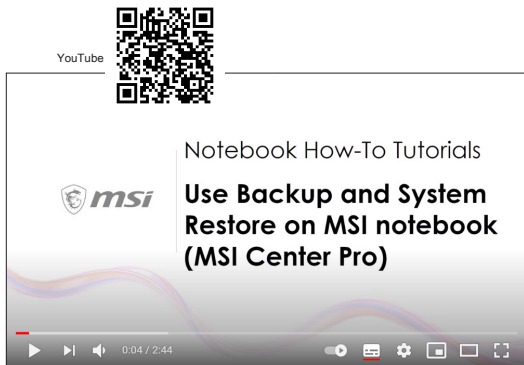 YouTube
Notebook How-To Tutorials
msi
Use Backup and System
Restore on MSI notebook
(MSI Center Pro)
0:04 / 2:44